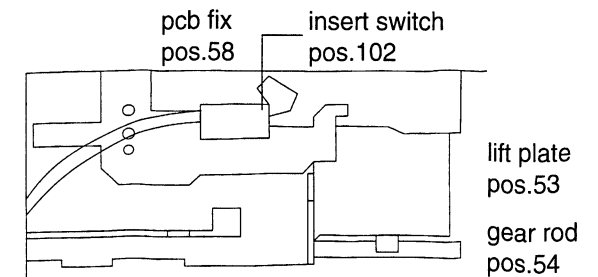 pcb fix
pos.58
insert switch
pos.102
lift plate
pos.53
gear rod
pos.54